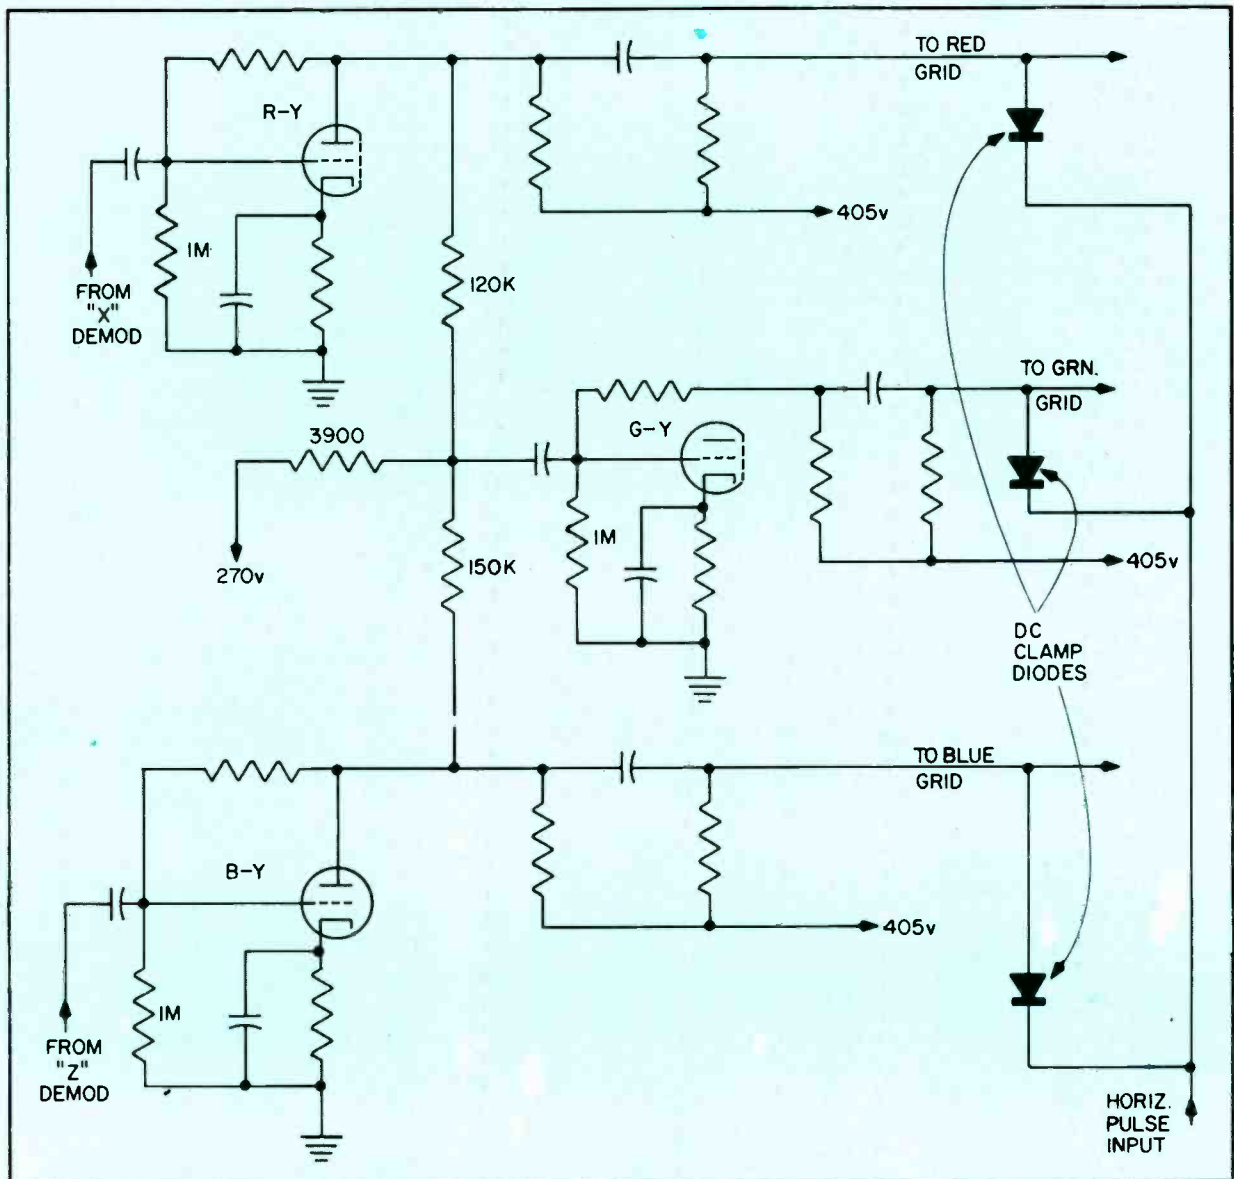 TO RED
GRID
R-Y
1M
405v
FROM
"X"
DEMOD
120K
TO GRN.
GRID
3900
G-Y
1M
270v
150K
405v
DC
CLAMP
DIODES
TO BLUE
GRID
B-Y
405v
1M
FROM
"Z"
DEMOD
HORIZ.
PULSE
INPUT